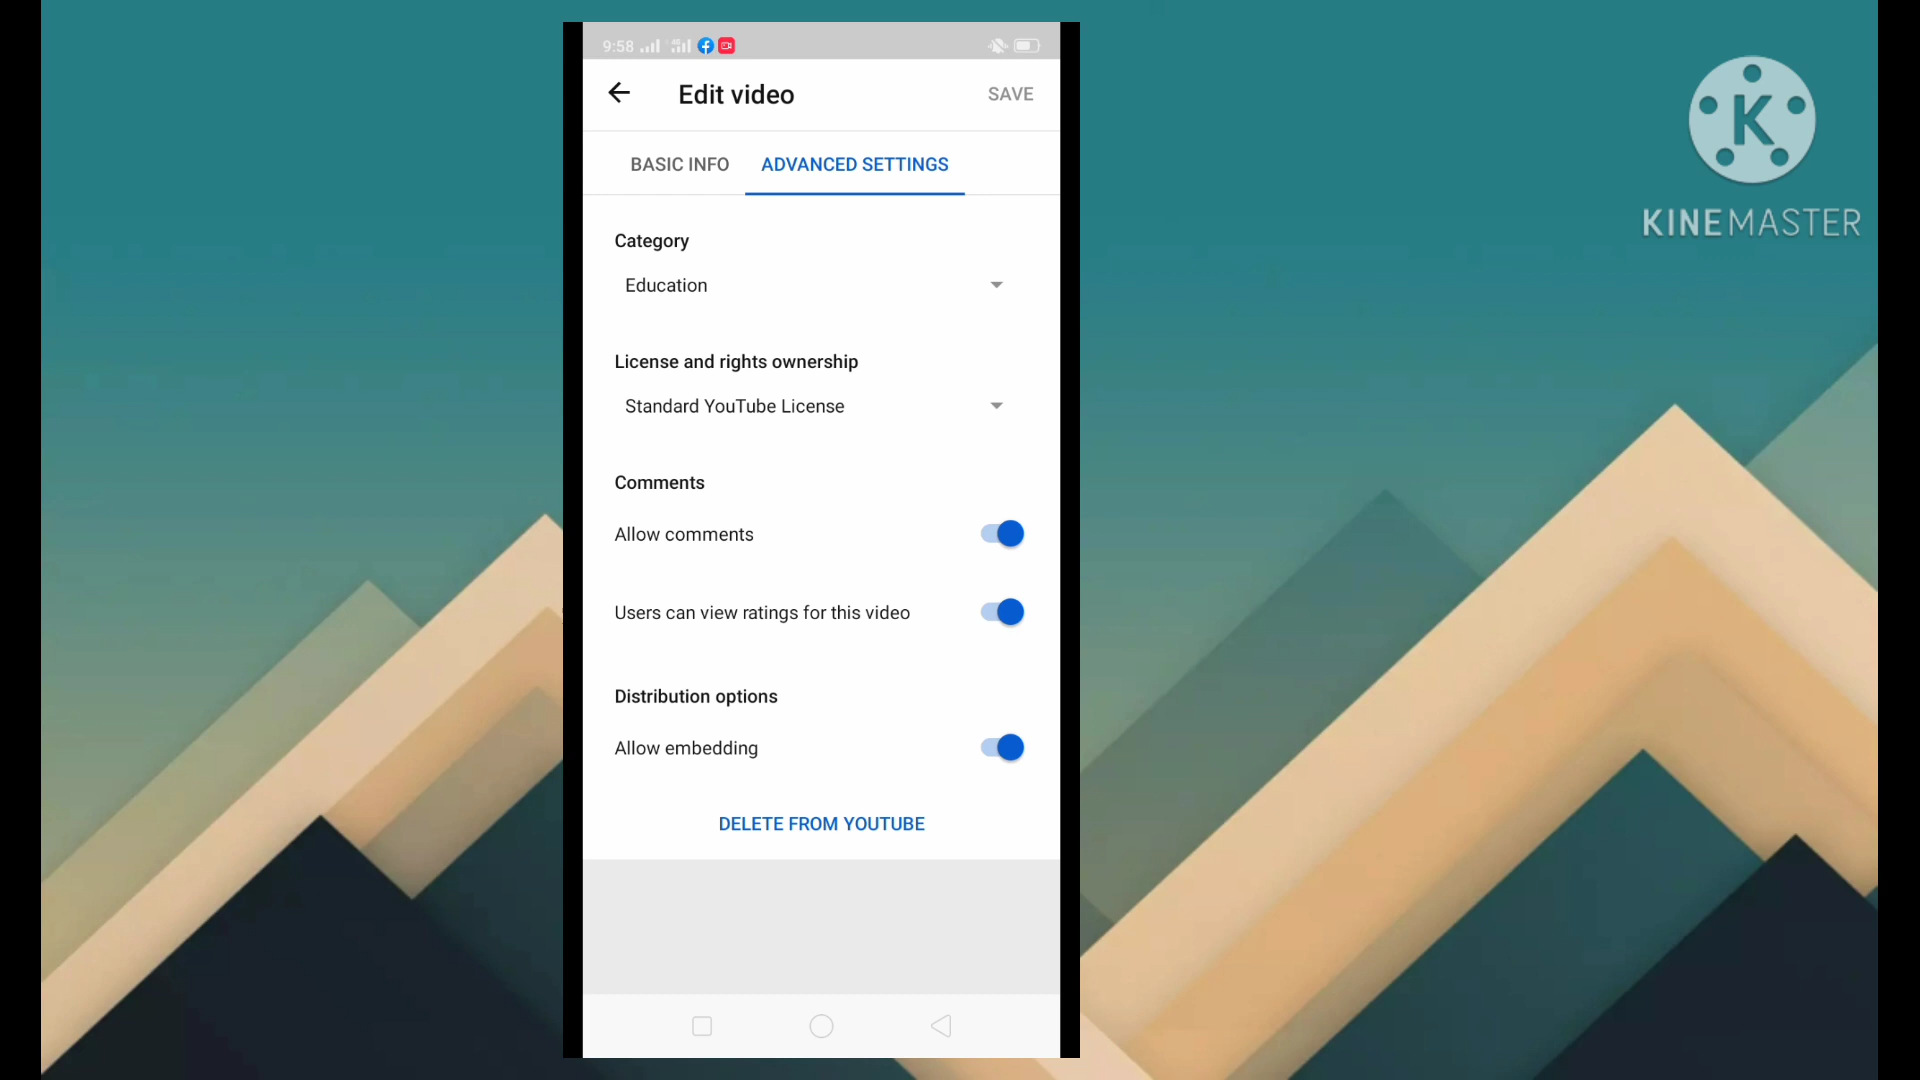 9:58
Edit video
SAVE
BASIC INFO
ADVANCED SETTINGS
Category
Education
License and rights ownership
Standard YouTube License
Comments
Allow comments
Users can view ratings for this video
Distribution options
Allow embedding
DELETE FROM YOUTUBE
K
KINEMASTER